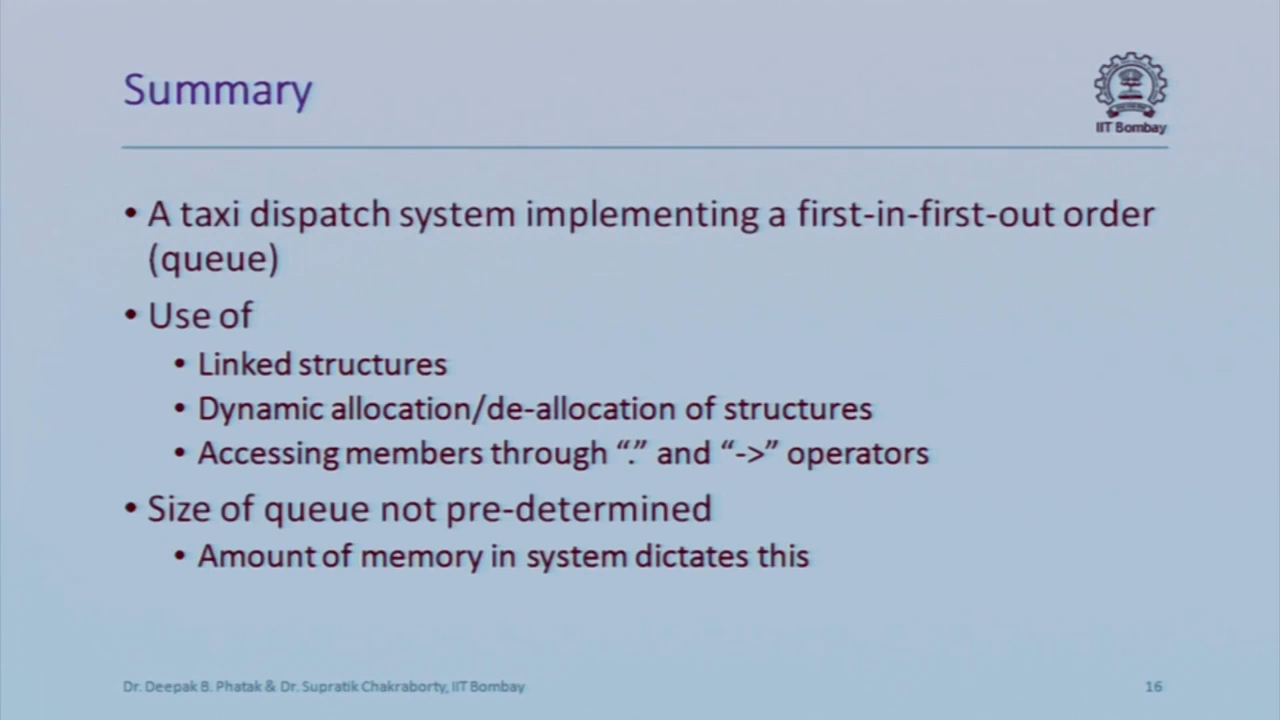 Summary
IIT Bombay
• A taxi dispatch system implementing a first-in-first-out order
(queue)
• Use of
• Linked structures
• Dynamic allocation/de-allocation of structures
• Accessing members through “.” and “->” operators
• Size of queue not pre-determined
• Amount of memory in system dictates this
Dr. Deepak B. Phatak & Dr. Supratik Chakraborty, IIT Bombay
16